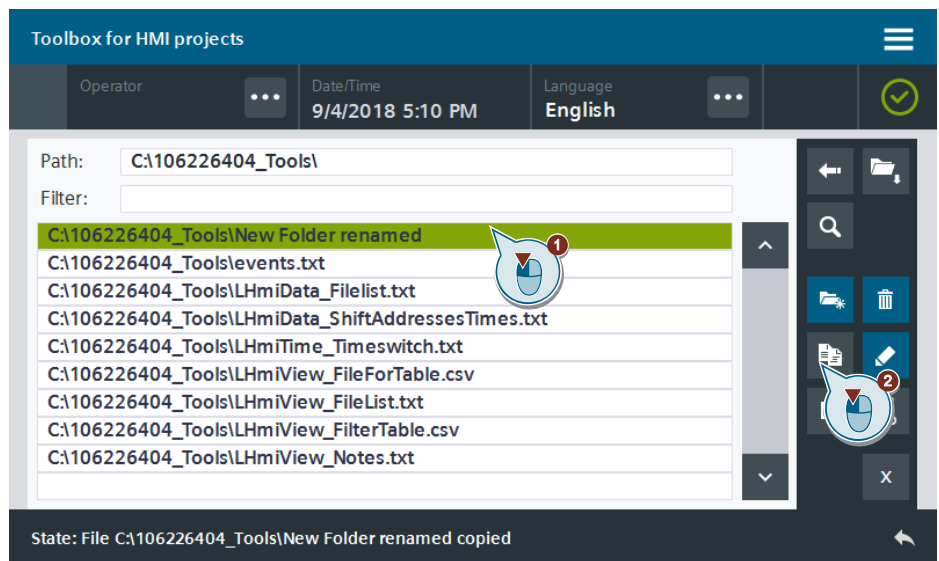 Toolbox for HMI projects
Operator
Date/Time
9/4/2018 5:10 PM
Language
English
Path: C:\106226404_Tools\
Filter:
C:\106226404_Tools\New Folder renamed
1
C:\106226404_Tools\events.txt
C:\106226404_Tools\LHmiData_Filelist.txt
C:\106226404_Tools\LHmiData_ShiftAddressesTimes.txt
C:\106226404_Tools\LHmiTime_Timeswitch.txt
C:\106226404_Tools\LHmiView_FileForTable.csv
2
C:\106226404_Tools\LHmiView_FileList.txt
C:\106226404_Tools\LHmiView_FilterTable.csv
C:\106226404_Tools\LHmiView_Notes.txt
X
State: File C:\106226404_Tools\New Folder renamed copied